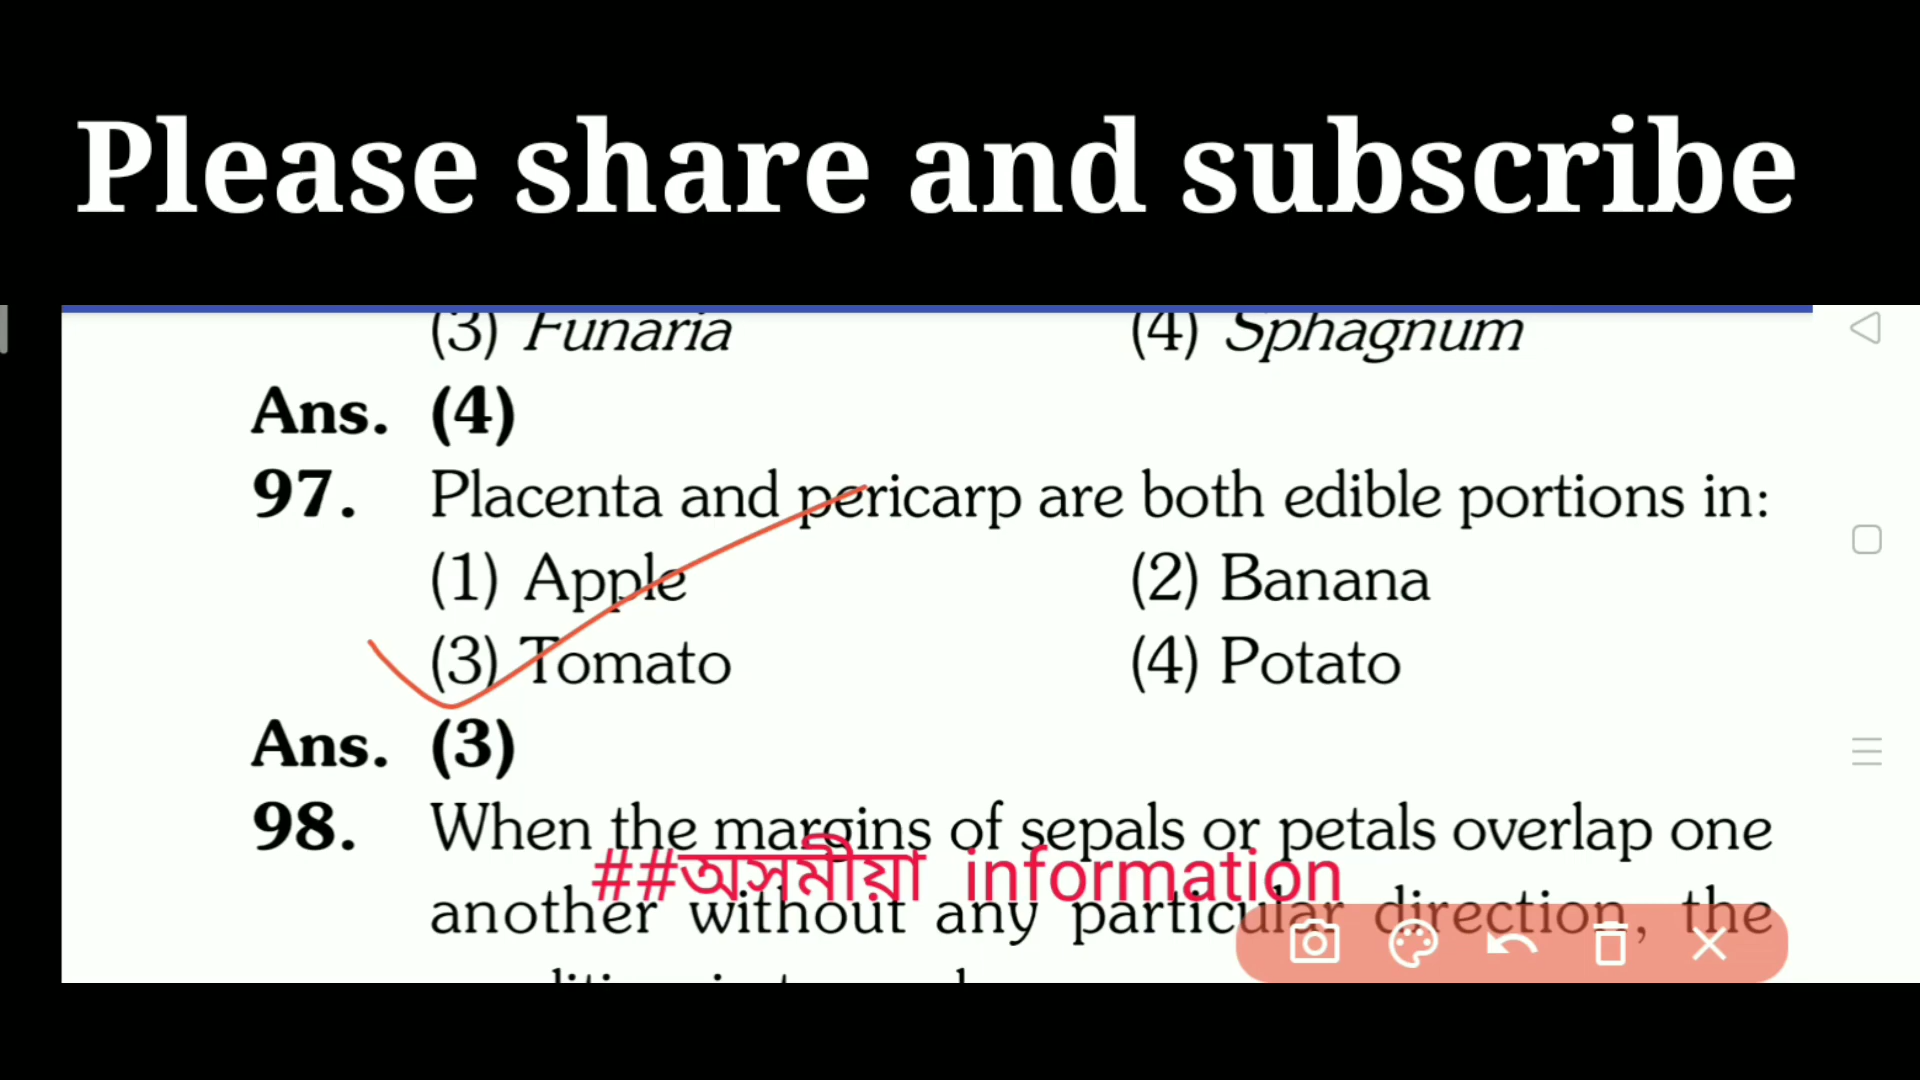 Please share and subscribe
(3) Funaria (4) Sphagnum
Ans. (4)
97. Placenta and pericarp are both edible portions in:
(1) Apple (2) Banana
(3) Tomato (4) Potato
Ans. (3)
98. When the margins of sepals or petals overlap one
##অসমীয়া information
another without any particular direction, the